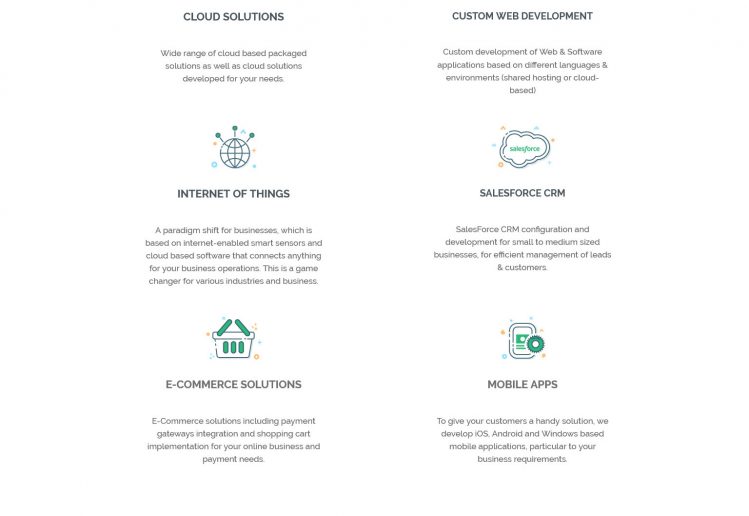 CLOUD SOLUTIONS
Wide range of cloud based packaged
solutions as well as cloud solutions
developed for your needs.
CUSTOM WEB DEVELOPMENT
Custom development of Web & Software
applications based on different languages &
environments (shared hosting or cloud-
based)
INTERNET OF THINGS
A paradigm shift for businesses, which is
based on internet-enabled smart sensors and
cloud based software that connects anything
for your business operations. This is a game
changer for various industries and business.
salesforce
SALESFORCE CRM
SalesForce CRM configuration and
development for small to medium sized
businesses, for efficient management of leads
& customers.
E-COMMERCE SOLUTIONS
E-Commerce solutions including payment
gateways integration and shopping cart
implementation for your online business and
payment needs.
MOBILE APPS
To give your customers a handy solution, we
develop iOS, Android and Windows based
mobile applications, particular to your
business requirements.